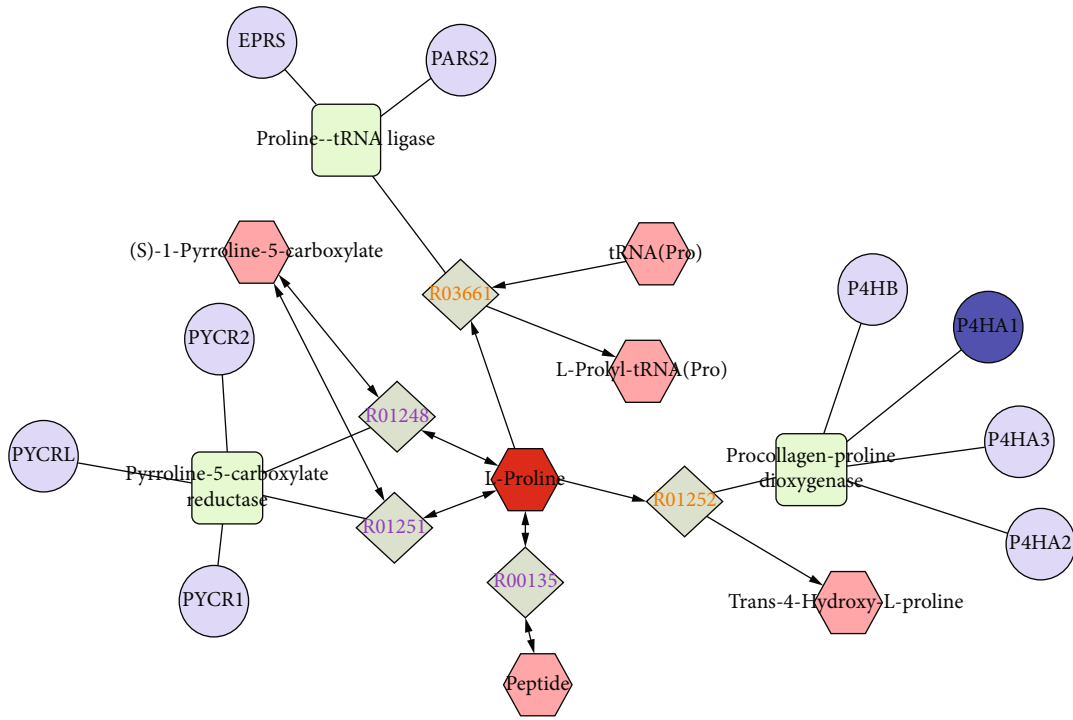 EPRS
PARS2
Proline--tRNA ligase
(S)-1-Pyrroline-5-carboxylate
tRNA(Pro)
R03661
P4HB
P4HA1
PYCR2
L-Prolyl-tRNA(Pro)
R01248
PYCRL
Pyrroline-5-carboxylate
reductase
L-Proline
Procollagen-proline
dioxygenase
P4HA3
R01252
R01251
P4HA2
R00135
PYCR1
Trans-4-Hydroxy-L-proline
Peptide